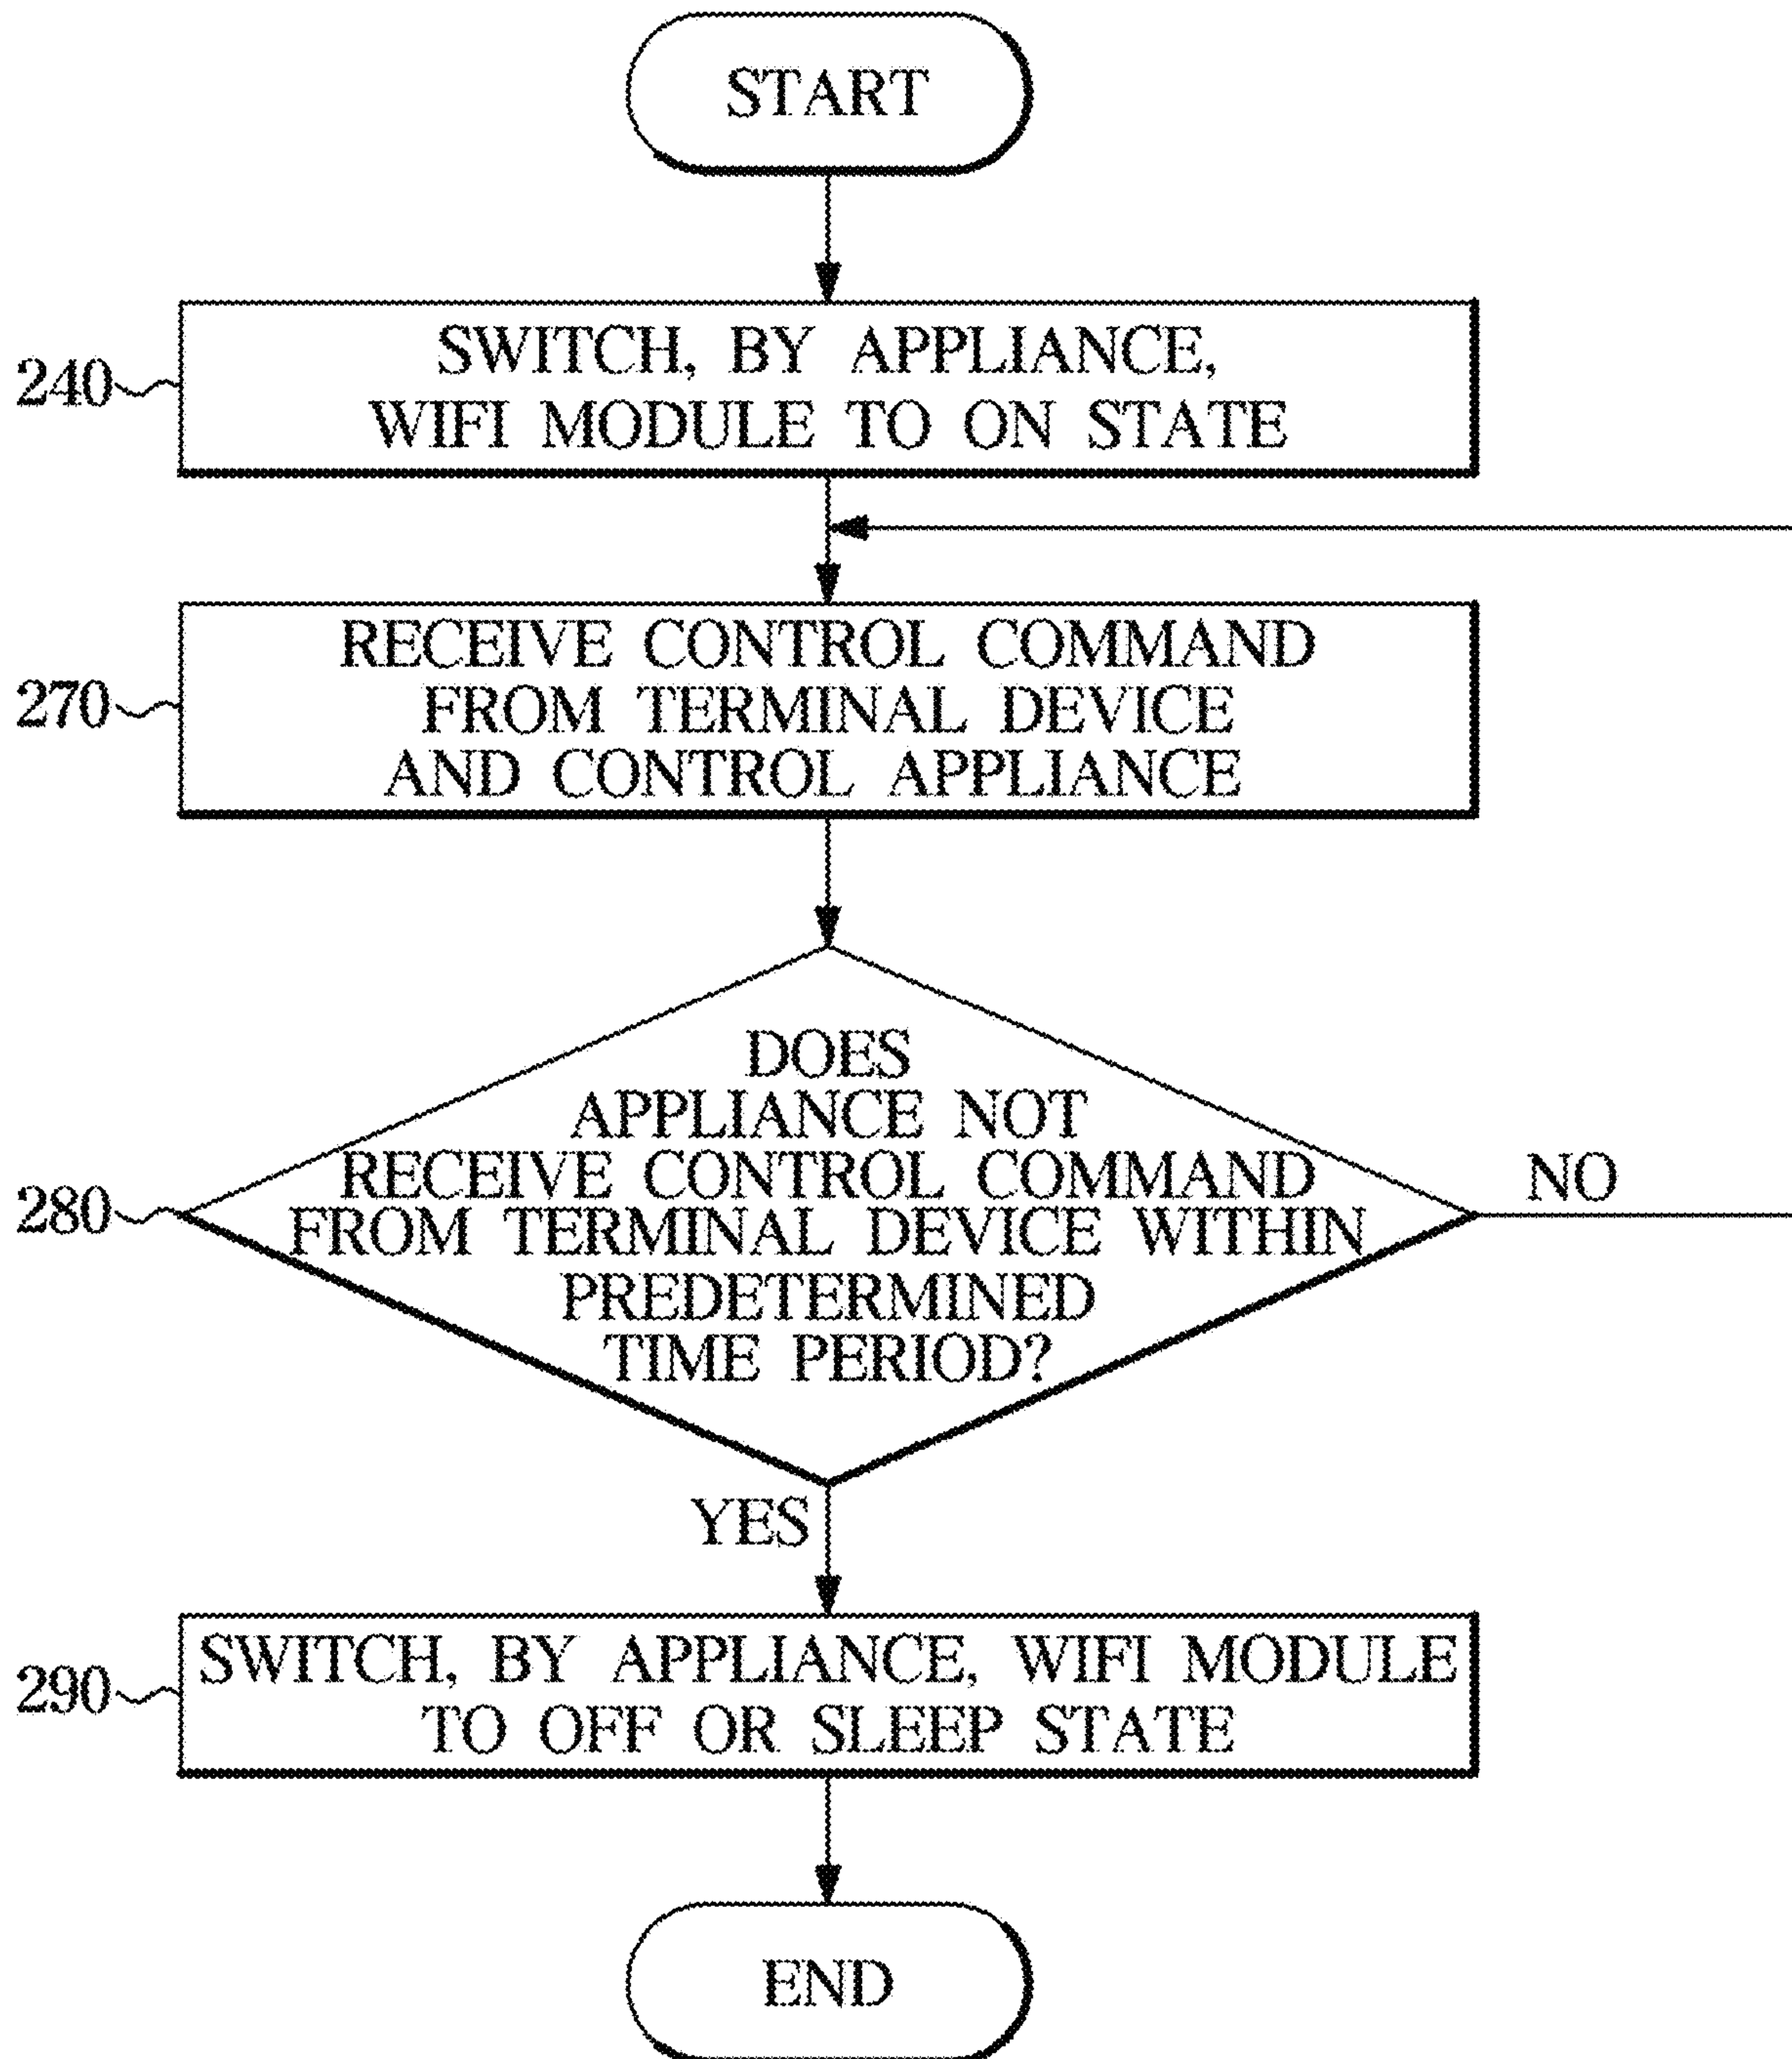 START
240
SWITCH, BY APPLIANCE,
WIFI MODULE TO ON STATE
270
RECEIVE CONTROL COMMAND
FROM TERMINAL DEVICE
AND CONTROL APPLIANCE
280
DOES
APPLIANCE NOT
RECEIVE CONTROL COMMAND
FROM TERMINAL DEVICE WITHIN
PREDETERMINED
TIME PERIOD?
NO
YES
290
SWITCH, BY APPLIANCE, WIFI MODULE
TO OFF OR SLEEP STATE
END